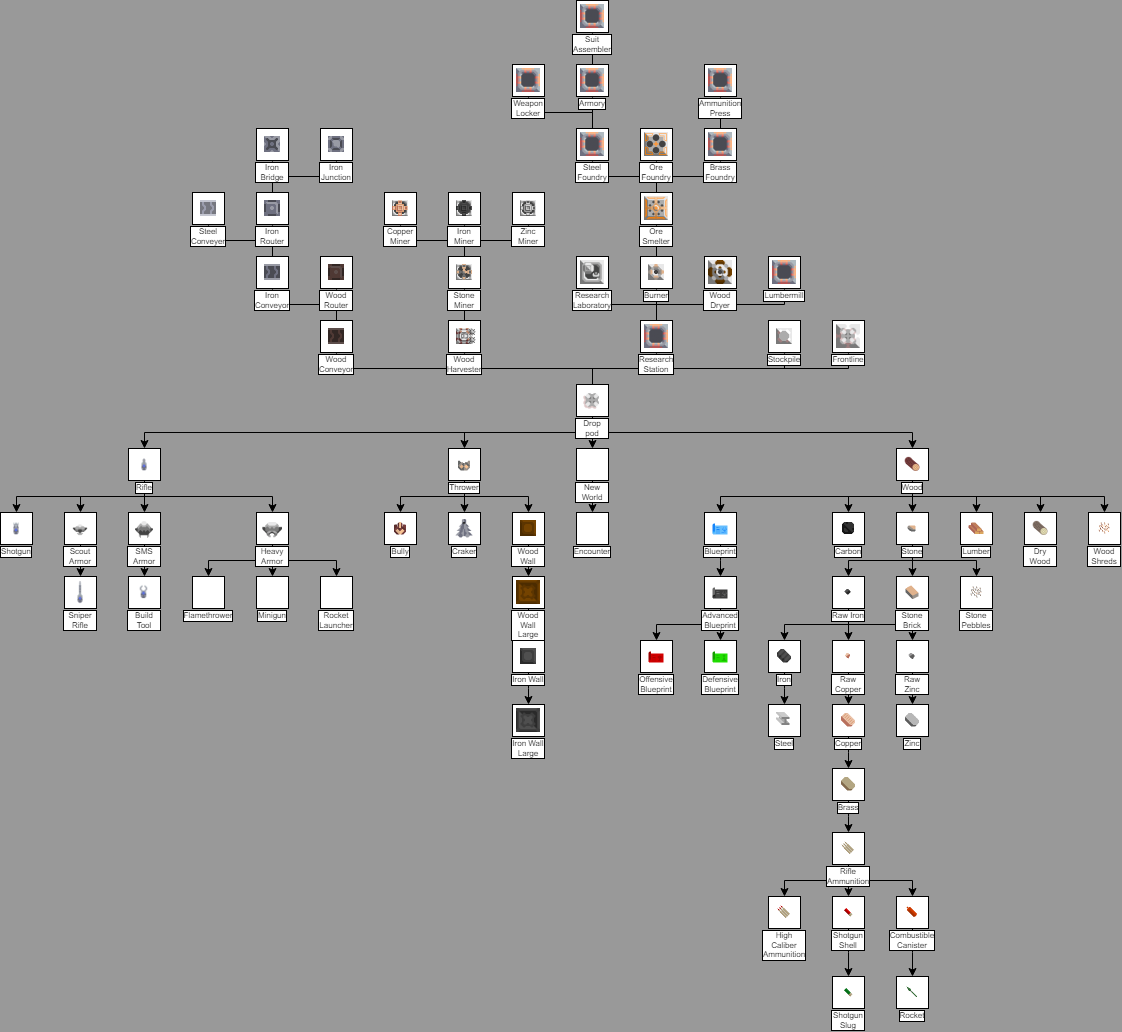 Suit
Assembler
Weapon
Locker
Armory
Ammunition
Press
Iron
Bridge
Iron
Junction
Steel
Foundry
Ore
Foundry
Brass
Foundry
Steel
Conveyer
Iron
Router
Copper
Miner
Iron
Miner
Zinc
Miner
Ore
Smelter
Iron
Conveyor
Wood
Router
Stone
Miner
Research
Laboratory
Burner
Wood
Dryer
Lumbermill
Wood
Conveyor
Wood
Harvester
Research
Station
Stockpile
Frontline
Drop
pod
Rifle
Thrower
New
World
Wood
Shotgun
Scout
Armor
SMS
Armor
Heavy
Armor
Bully
Craker
Wood
Wall
Encounter
Blueprint
Carbon
Stone
Lumber
Dry
Wood
Wood
Shreds
Sniper
Rifle
Build
Tool
Flamethrower
Minigun
Rocket
Launcher
Wood
Wall
Large
Advanced
Blueprint
Raw Iron
Stone
Brick
Stone
Pebbles
Iron Wall
Offensive
Blueprint
Defensive
Blueprint
Iron
Raw
Copper
Raw
Zinc
Iron Wall
Large
Steel
Copper
Zinc
Brass
Rifle
Ammunition
High
Caliber
Ammunition
Shotgun
Shell
Combustible
Canister
Shotgun
Slug
Rocket